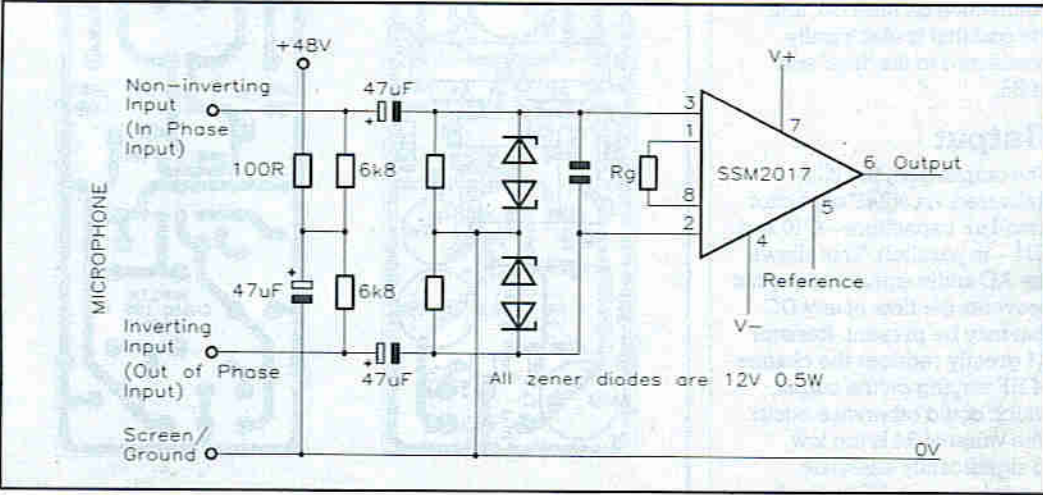 +48V
Non-inverting
Input
(In Phase
Input)
47uF
100R
6k8
MICROPHONE
47uF
6k8
Inverting
Input
(Out of Phase
Input)
47uF
All zener diodes are 12V 0.5W
Screen/
Ground
0V
Rg
3
1
8
2
SSM2017
V+
7
6 Output
5
4
Reference
V-